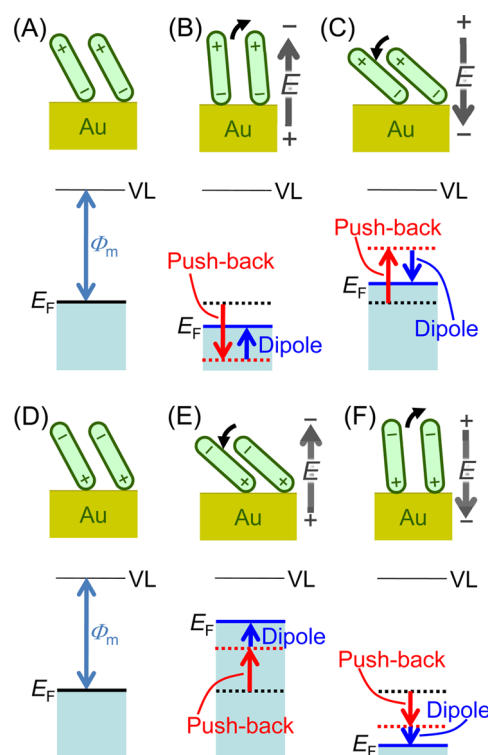 (A)
(B)
(C)
+ +
- -
Au
+ +
- -
Au
-
E
+
+ +
- -
Au
+
E
-
VL
Φm
EF
VL
Push-back
EF
Dipole
VL
Push-back
EF
Dipole
(D)
(E)
(F)
- -
+ +
Au
- -
+ +
Au
-
E
+
- -
+ +
Au
+
E
-
VL
Φm
EF
VL
EF
Dipole
Push-back
VL
Push-back
Dipole
EF